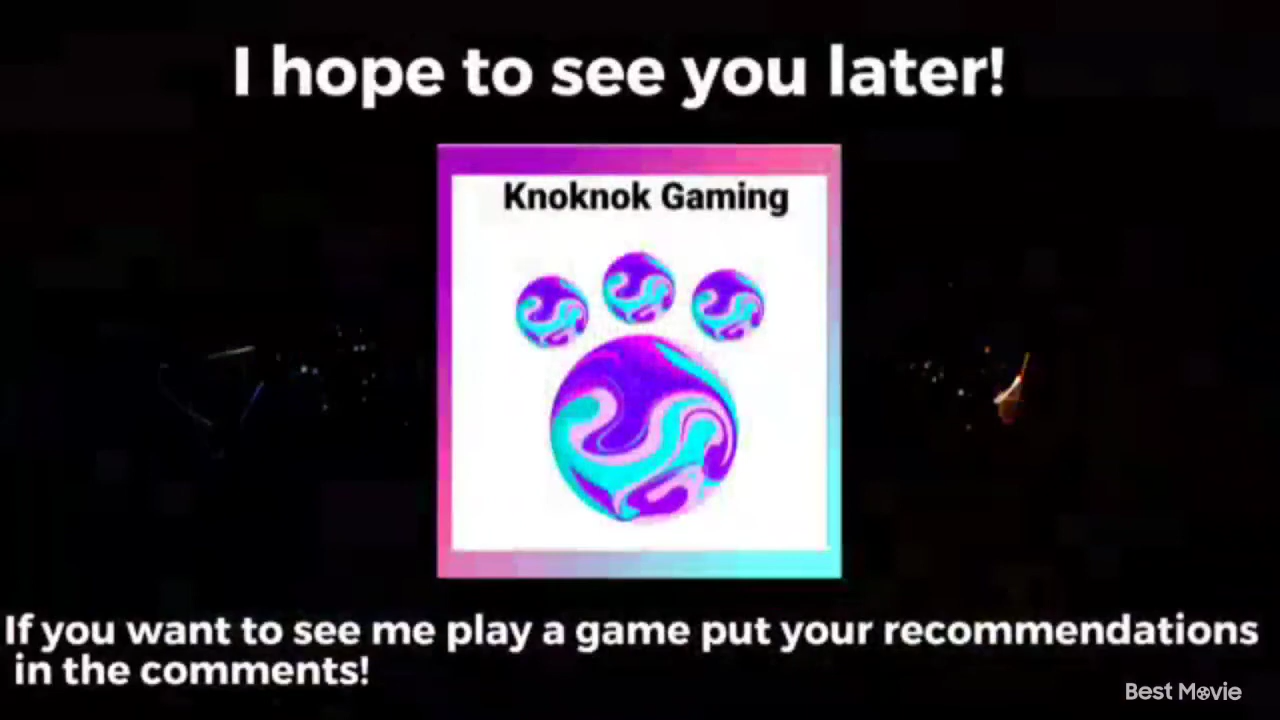 I hope to see you later!
Knoknok Gaming
If you want to see me play a game put your recommendations
in the comments!
Best Movie